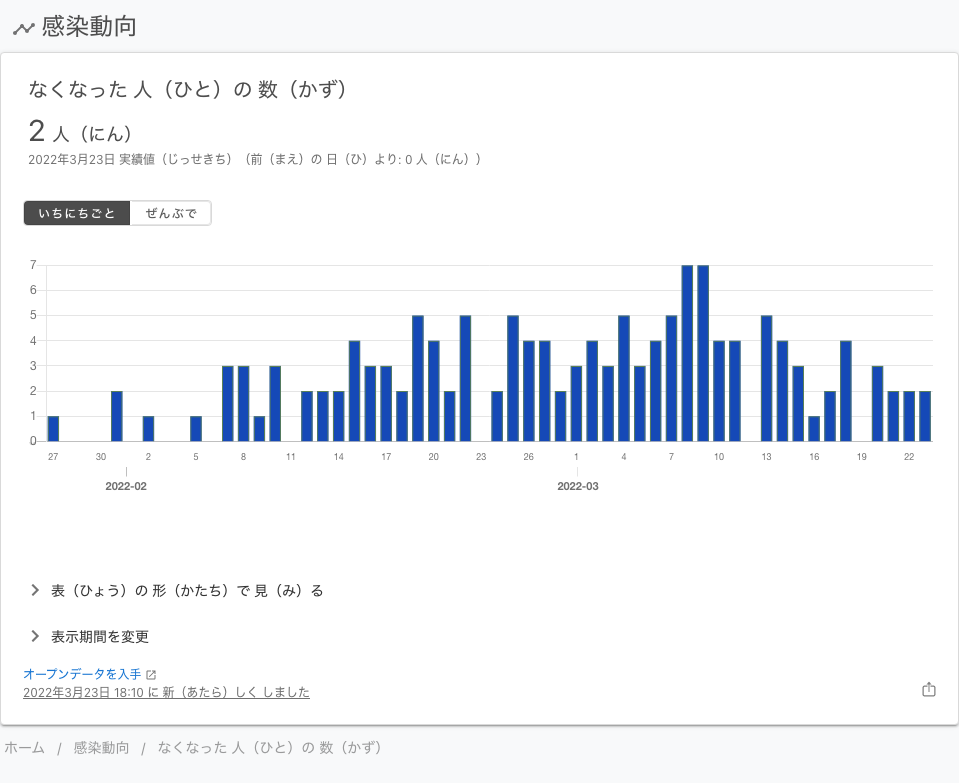 感染動向
なくなった 人（ひと）の 数（かず）
2 人（にん）
2022年3月23日 実績値（じっせきち）（前（まえ）の 日（ひ）より: 0 人（にん））
いちにちごと ぜんぶで
7
6
5
4
3
2
1
0
27 30 2 5 8 11 14 17 20 23 26 1 4 7 10 13 16 19 22
2022-02 2022-03
表（ひょう）の 形（かたち）で 見（み）る
表示期間を変更
オープンデータを入手
2022年3月23日 18:10 に 新（あたら）しく しました
ホーム / 感染動向 / なくなった 人（ひと）の 数（かず）